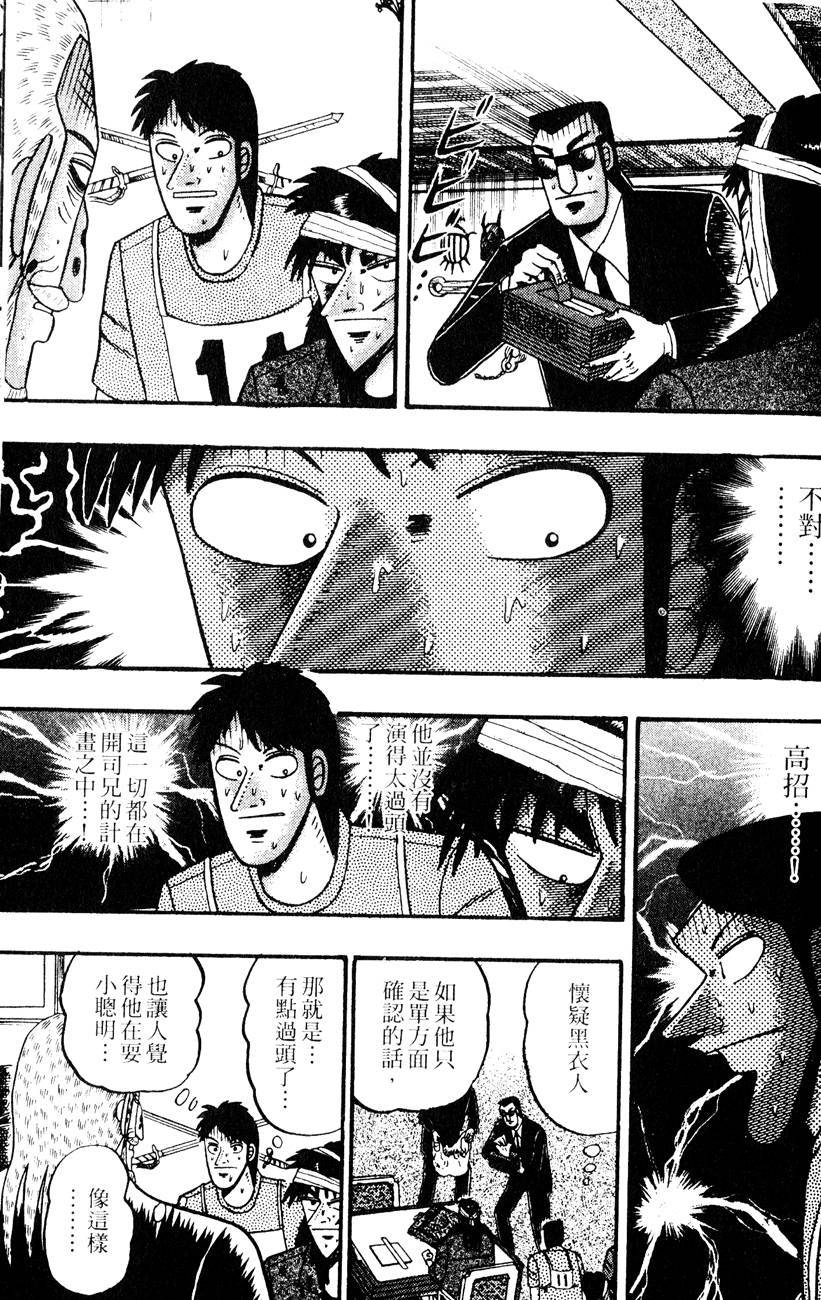 ビビビ
14
不對
………
……
高招……！
他並沒有
演得太過頭
了………
這一切都在
開司兄的計
畫之中…！
懷疑黑衣人
如果他只
是單方面
確認的話，
11
那就是…
有點過頭了…
也讓人覺
得他在耍
小聰明…
像這樣
………